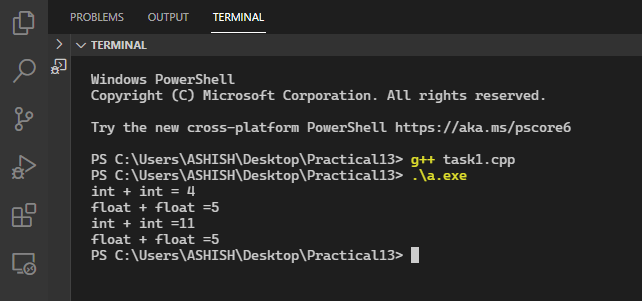 PROBLEMS OUTPUT TERMINAL
TERMINAL
Windows PowerShell
Copyright (C) Microsoft Corporation. All rights reserved.
Try the new cross-platform PowerShell https://aka.ms/pscore6
PS C:\Users\ASHISH\Desktop\Practical13> g++ task1.cpp
PS C:\Users\ASHISH\Desktop\Practical13> .\a.exe
int + int = 4
float + float =5
int + int =11
float + float =5
PS C:\Users\ASHISH\Desktop\Practical13>